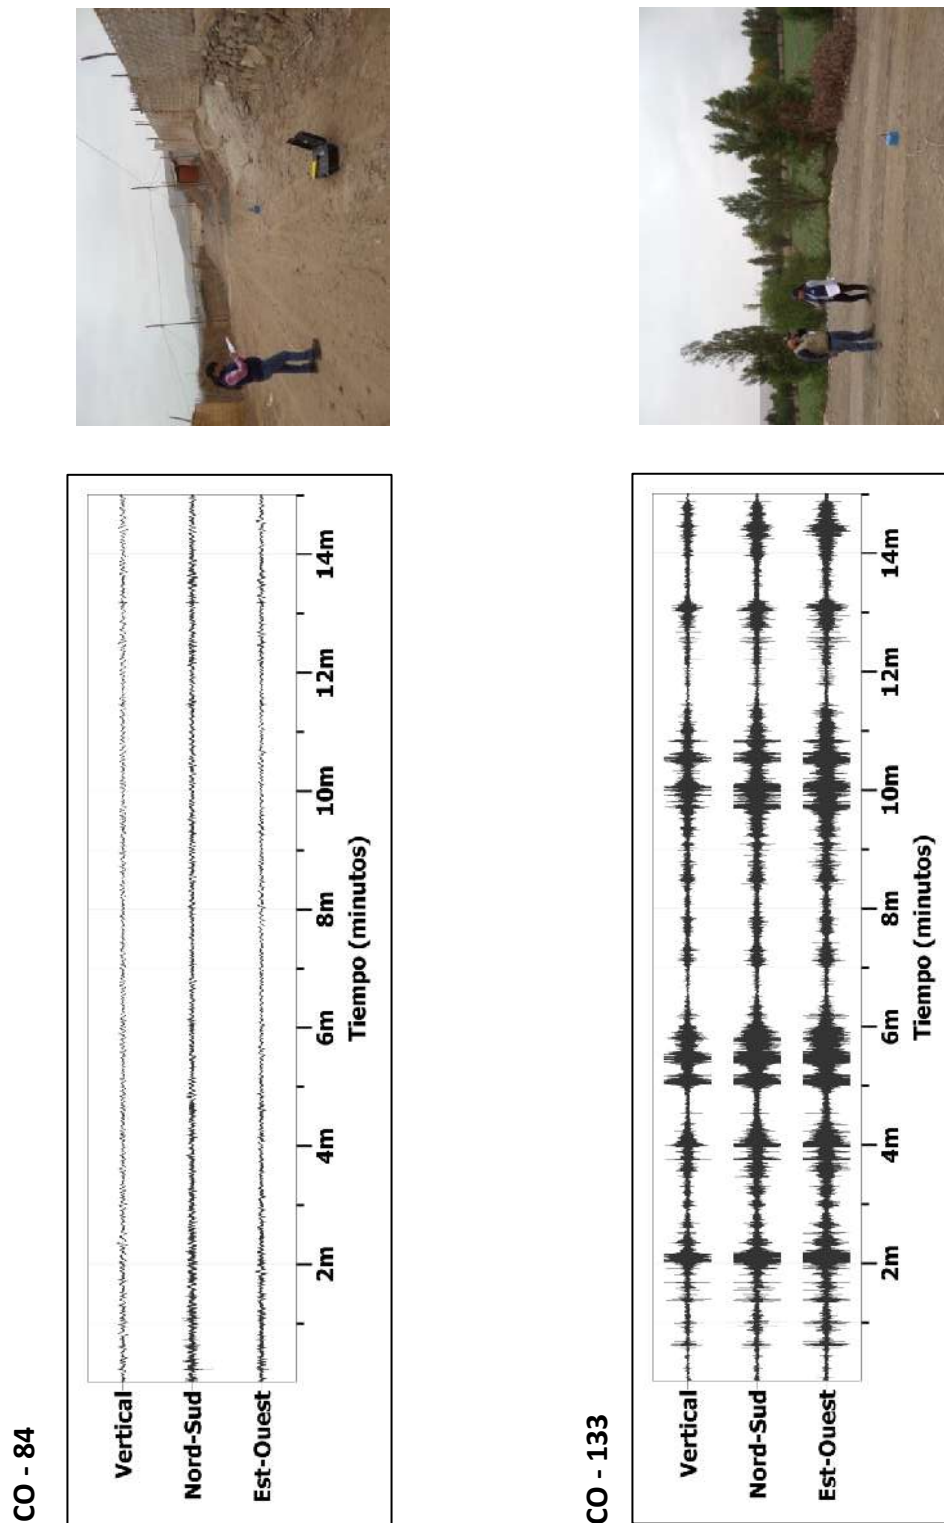 CO - 84
Vertical
Nord-Sud
Est-Ouest
2m 4m 6m 8m 10m 12m 14m
Tiempo (minutos)
CO - 133
Vertical
Nord-Sud
Est-Ouest
2m 4m 6m 8m 10m 12m 14m
Tiempo (minutos)